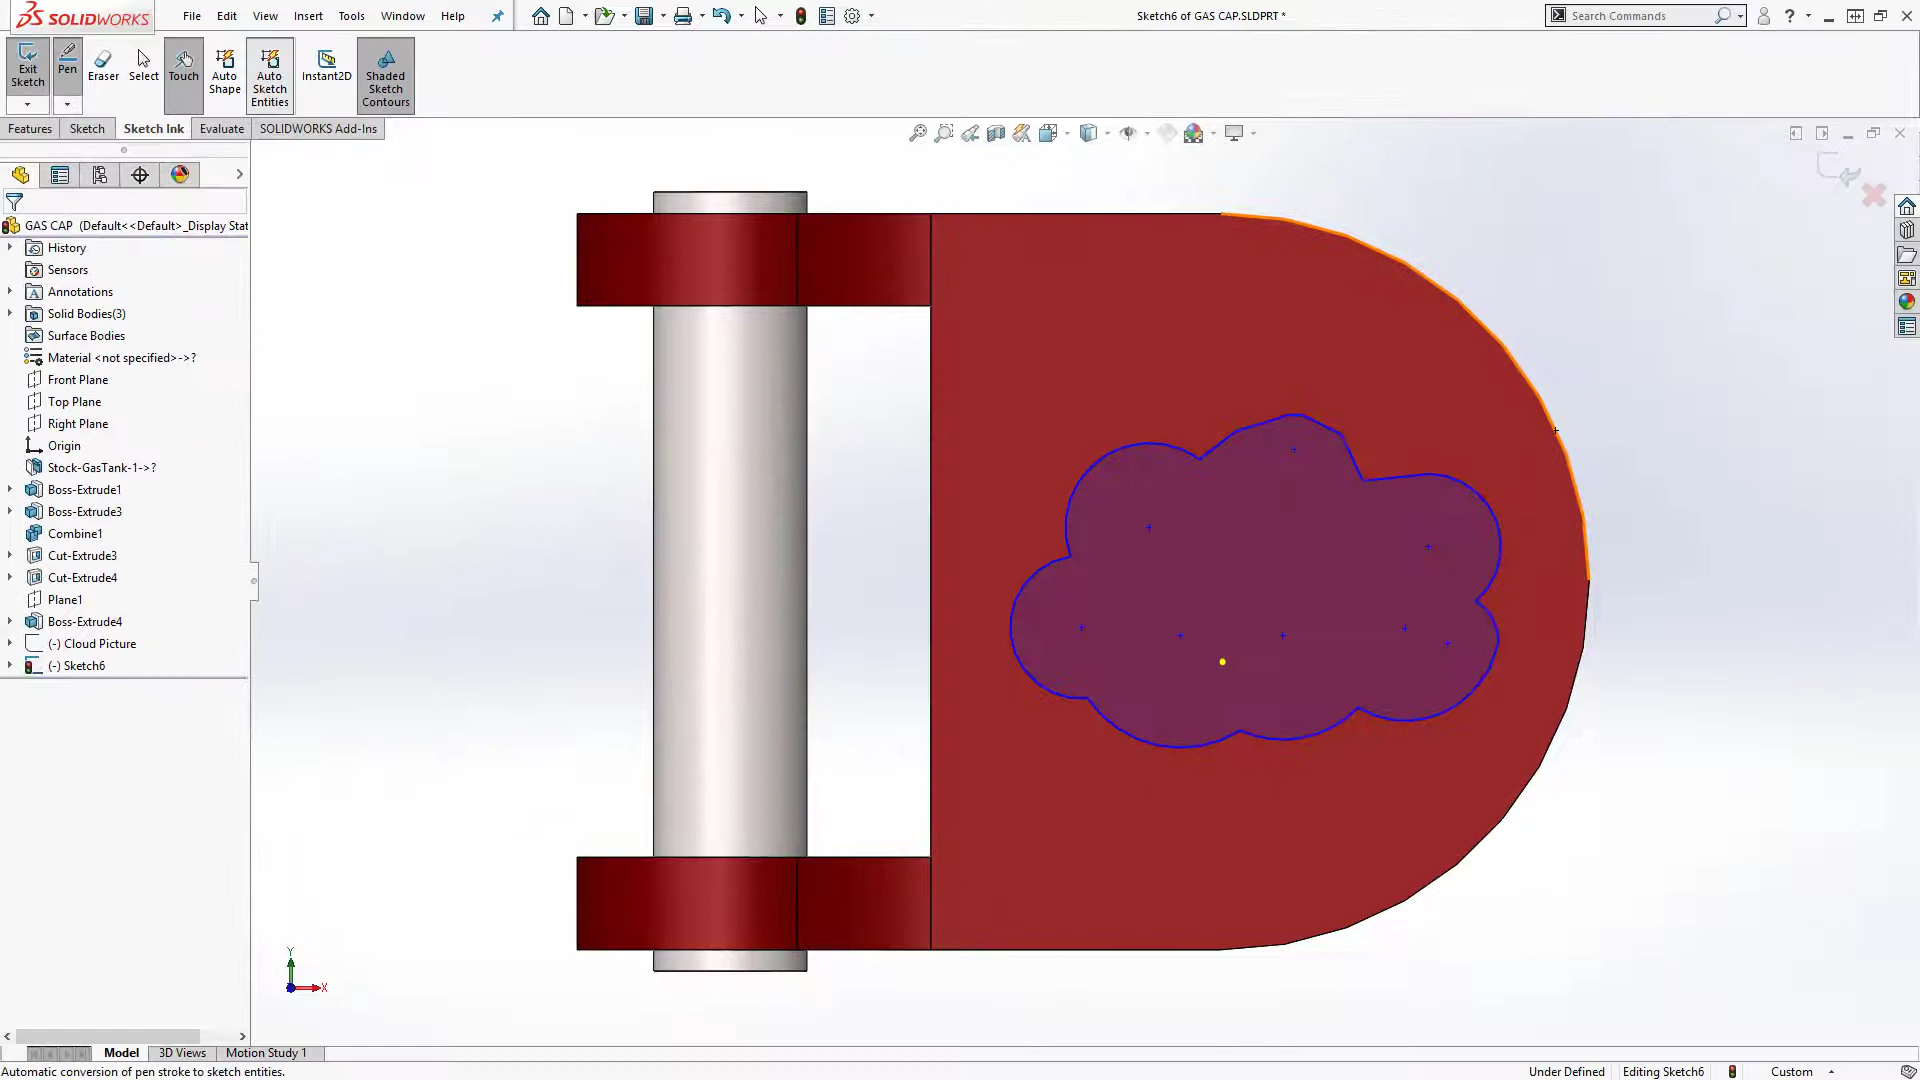 SOLIDWORKS
File Edit View Insert Tools Window Help
Sketch6 of GAS CAP.SLDPRT *
Search Commands
Exit Sketch
Pen
Eraser
Select
Touch
Auto Shape
Auto Sketch Entities
Instant2D
Shaded Sketch Contours
Features Sketch Sketch Ink Evaluate SOLIDWORKS Add-Ins
GAS CAP (Default<<Default>_Display Stat
History
Sensors
Annotations
Solid Bodies(3)
Surface Bodies
Material <not specified>->?
Front Plane
Top Plane
Right Plane
Origin
Stock-GasTank-1->?
Boss-Extrude1
Boss-Extrude3
Combine1
Cut-Extrude3
Cut-Extrude4
Plane1
Boss-Extrude4
(-) Cloud Picture
(-) Sketch6
Y
X
Model 3D Views Motion Study 1
Automatic conversion of pen stroke to sketch entities.
Under Defined Editing Sketch6 Custom